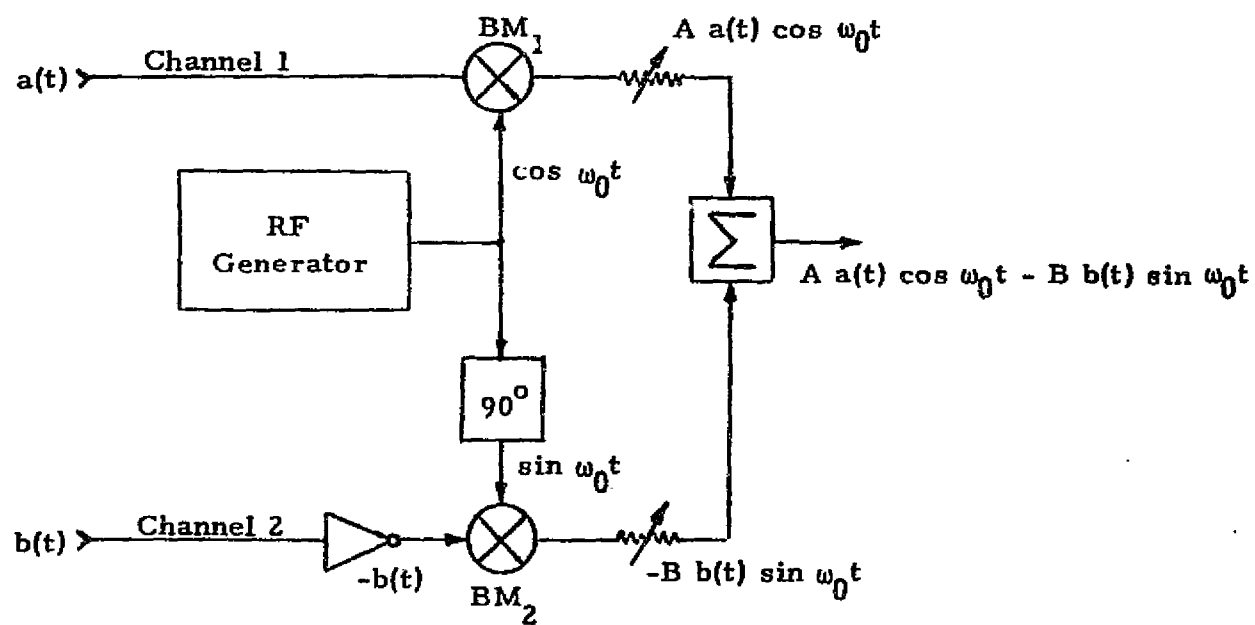 BM1
A a(t) cos ω0t
a(t)
Channel 1
cos ω0t
RF
Generator
Σ
A a(t) cos ω0t - B b(t) sin ω0t
90°
sin ω0t
b(t)
Channel 2
-b(t)
BM2
-B b(t) sin ω0t